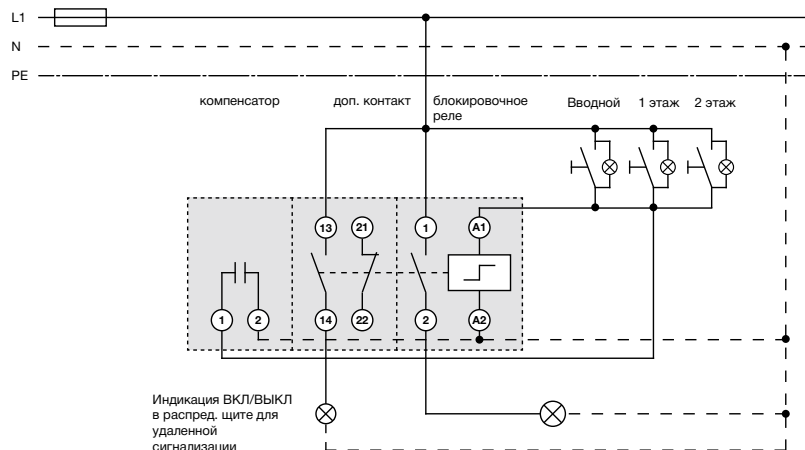 L1
N
PE
компенсатор
доп. контакт
блокировочное
реле
Вводной
1 этаж
2 этаж
13
21
1
A1
1
2
14
22
2
A2
Индикация ВКЛ/ВЫКЛ
в распред. щите для
удаленной
сигнализации